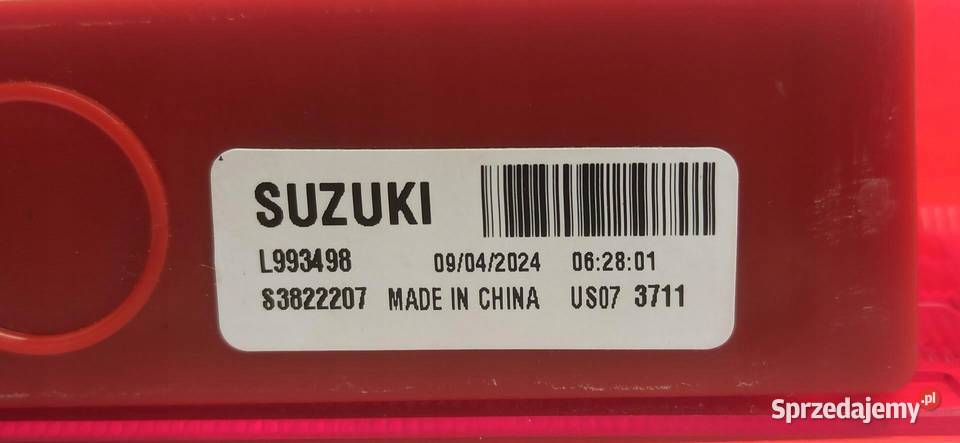 SUZUKI
L993498 09/04/2024 06:28:01
S3822207 MADE IN CHINA US07 3711
Sprzedajemy.pl